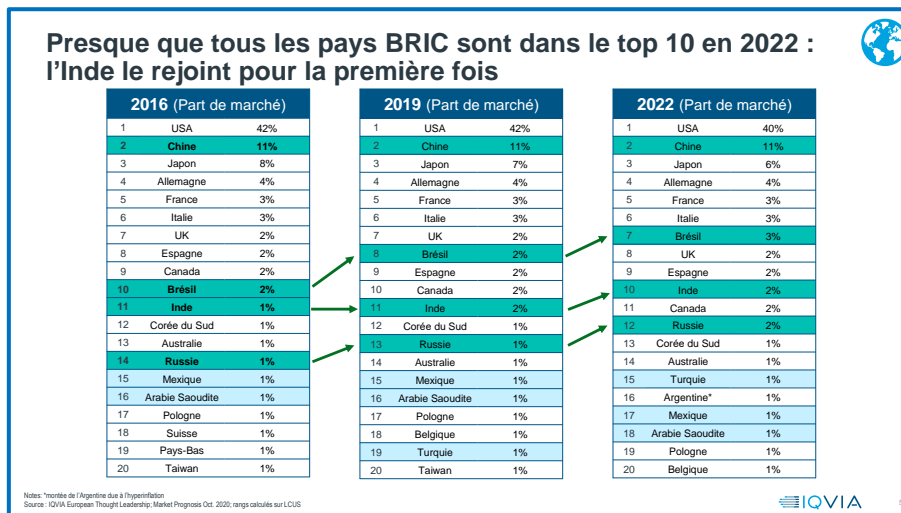 Presque que tous les pays BRIC sont dans le top 10 en 2022 :
l'Inde le rejoint pour la première fois
2016 (Part de marché)
1 USA 42%
2 Chine 11%
3 Japon 8%
4 Allemagne 4%
5 France 3%
6 Italie 3%
7 UK 2%
8 Espagne 2%
9 Canada 2%
10 Brésil 2%
11 Inde 1%
12 Corée du Sud 1%
13 Australie 1%
14 Russie 1%
15 Mexique 1%
16 Arabie Saoudite 1%
17 Pologne 1%
18 Suisse 1%
19 Pays-Bas 1%
20 Taiwan 1%
2019 (Part de marché)
1 USA 42%
2 Chine 11%
3 Japon 7%
4 Allemagne 4%
5 France 3%
6 Italie 3%
7 UK 2%
8 Brésil 2%
9 Espagne 2%
10 Canada 2%
11 Inde 2%
12 Corée du Sud 1%
13 Russie 1%
14 Australie 1%
15 Mexique 1%
16 Arabie Saoudite 1%
17 Pologne 1%
18 Belgique 1%
19 Turquie 1%
20 Taiwan 1%
2022 (Part de marché)
1 USA 40%
2 Chine 11%
3 Japon 6%
4 Allemagne 4%
5 France 3%
6 Italie 3%
7 Brésil 3%
8 UK 2%
9 Espagne 2%
10 Inde 2%
11 Canada 2%
12 Russie 2%
13 Corée du Sud 1%
14 Australie 1%
15 Turquie 1%
16 Argentine* 1%
17 Mexique 1%
18 Arabie Saoudite 1%
19 Pologne 1%
20 Belgique 1%
Notes: *montée de l'Argentine due à l'hyperinflation
Source : IQVIA European Thought Leadership; Market Prognosis Oct. 2020; rangs calculés sur LCUS
IQVIA